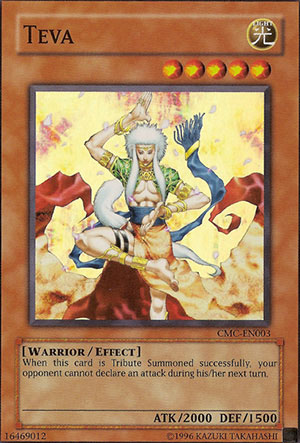 TEVA
LIGHT
光
CMC-EN003
[WARRIOR/EFFECT]
When this card is Tribute Summoned successfully, your
opponent cannot declare an attack during his/her next turn.
ATK/2000 DEF/1500
16469012
©1996 KAZUKI TAKAHASHI